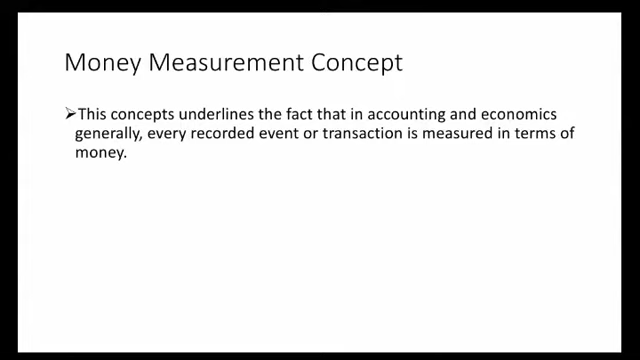 Money Measurement Concept
➢This concepts underlines the fact that in accounting and economics
generally, every recorded event or transaction is measured in terms of
money.